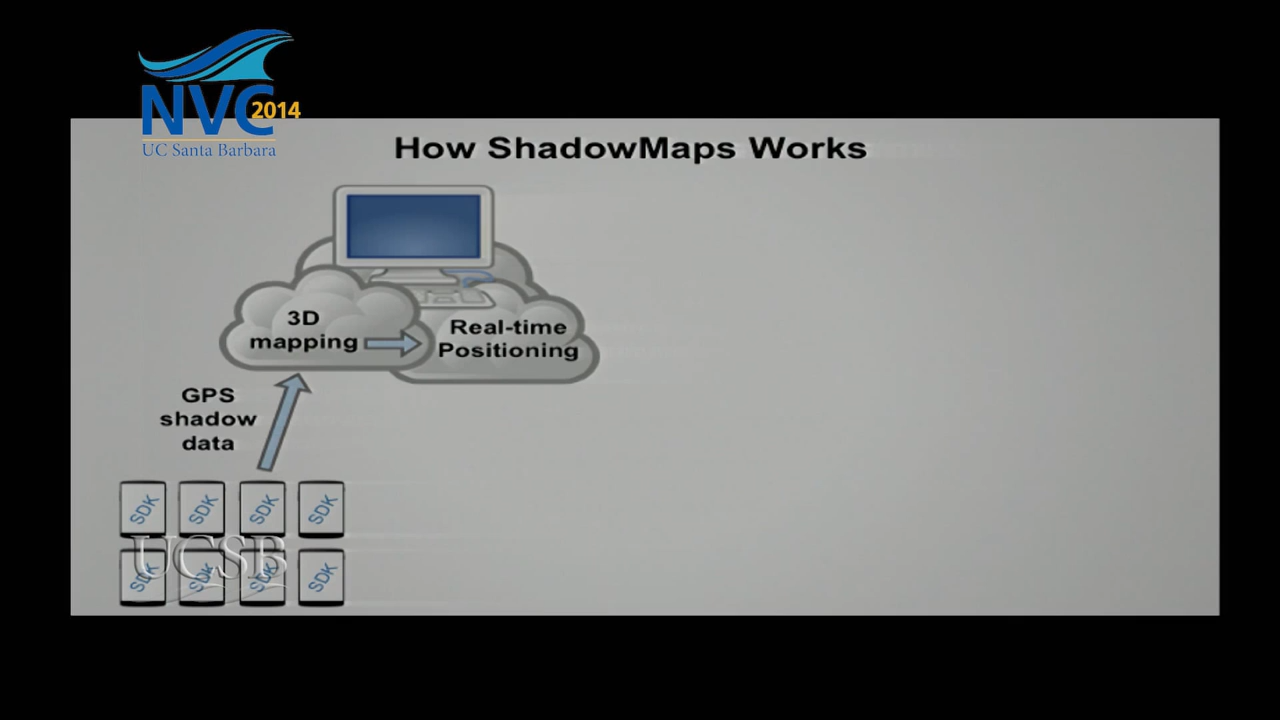 NVC 2014
UC Santa Barbara
How ShadowMaps Works
3D
mapping
Real-time
Positioning
GPS
shadow
data
SDK SDK SDK SDK
UCSB
SDK SDK SDK SDK